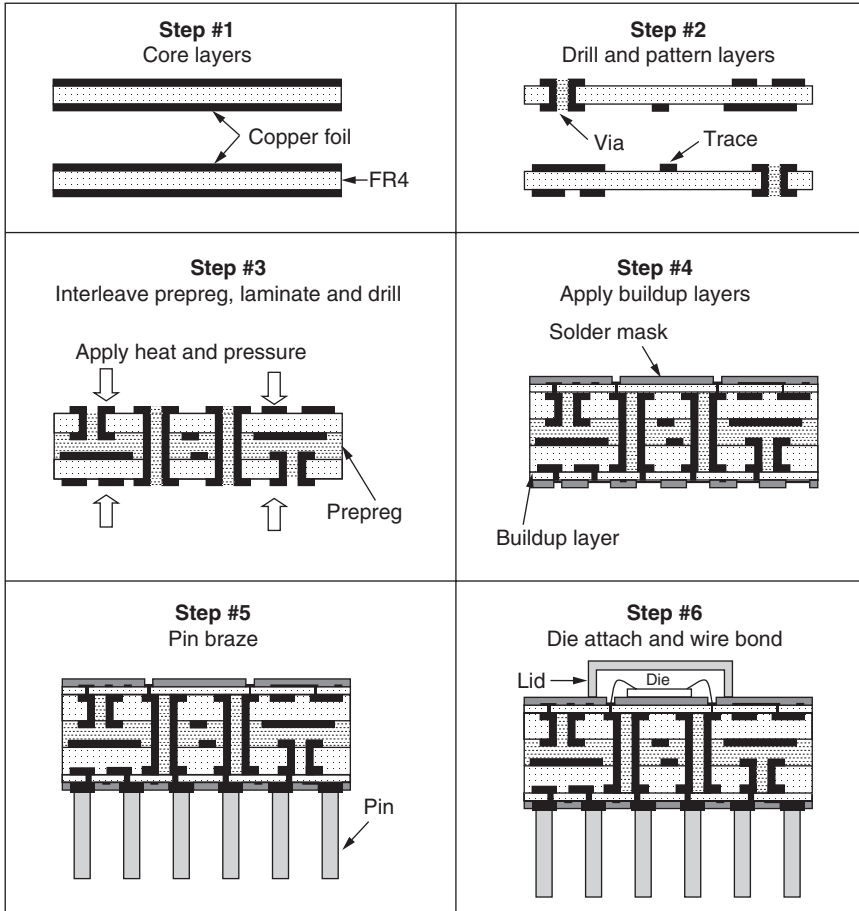 Step #1
Core layers
Copper foil
FR4
Step #2
Drill and pattern layers
Via
Trace
Step #3
Interleave prepreg, laminate and drill
Apply heat and pressure
Prepreg
Step #4
Apply buildup layers
Solder mask
Buildup layer
Step #5
Pin braze
Pin
Step #6
Die attach and wire bond
Lid
Die